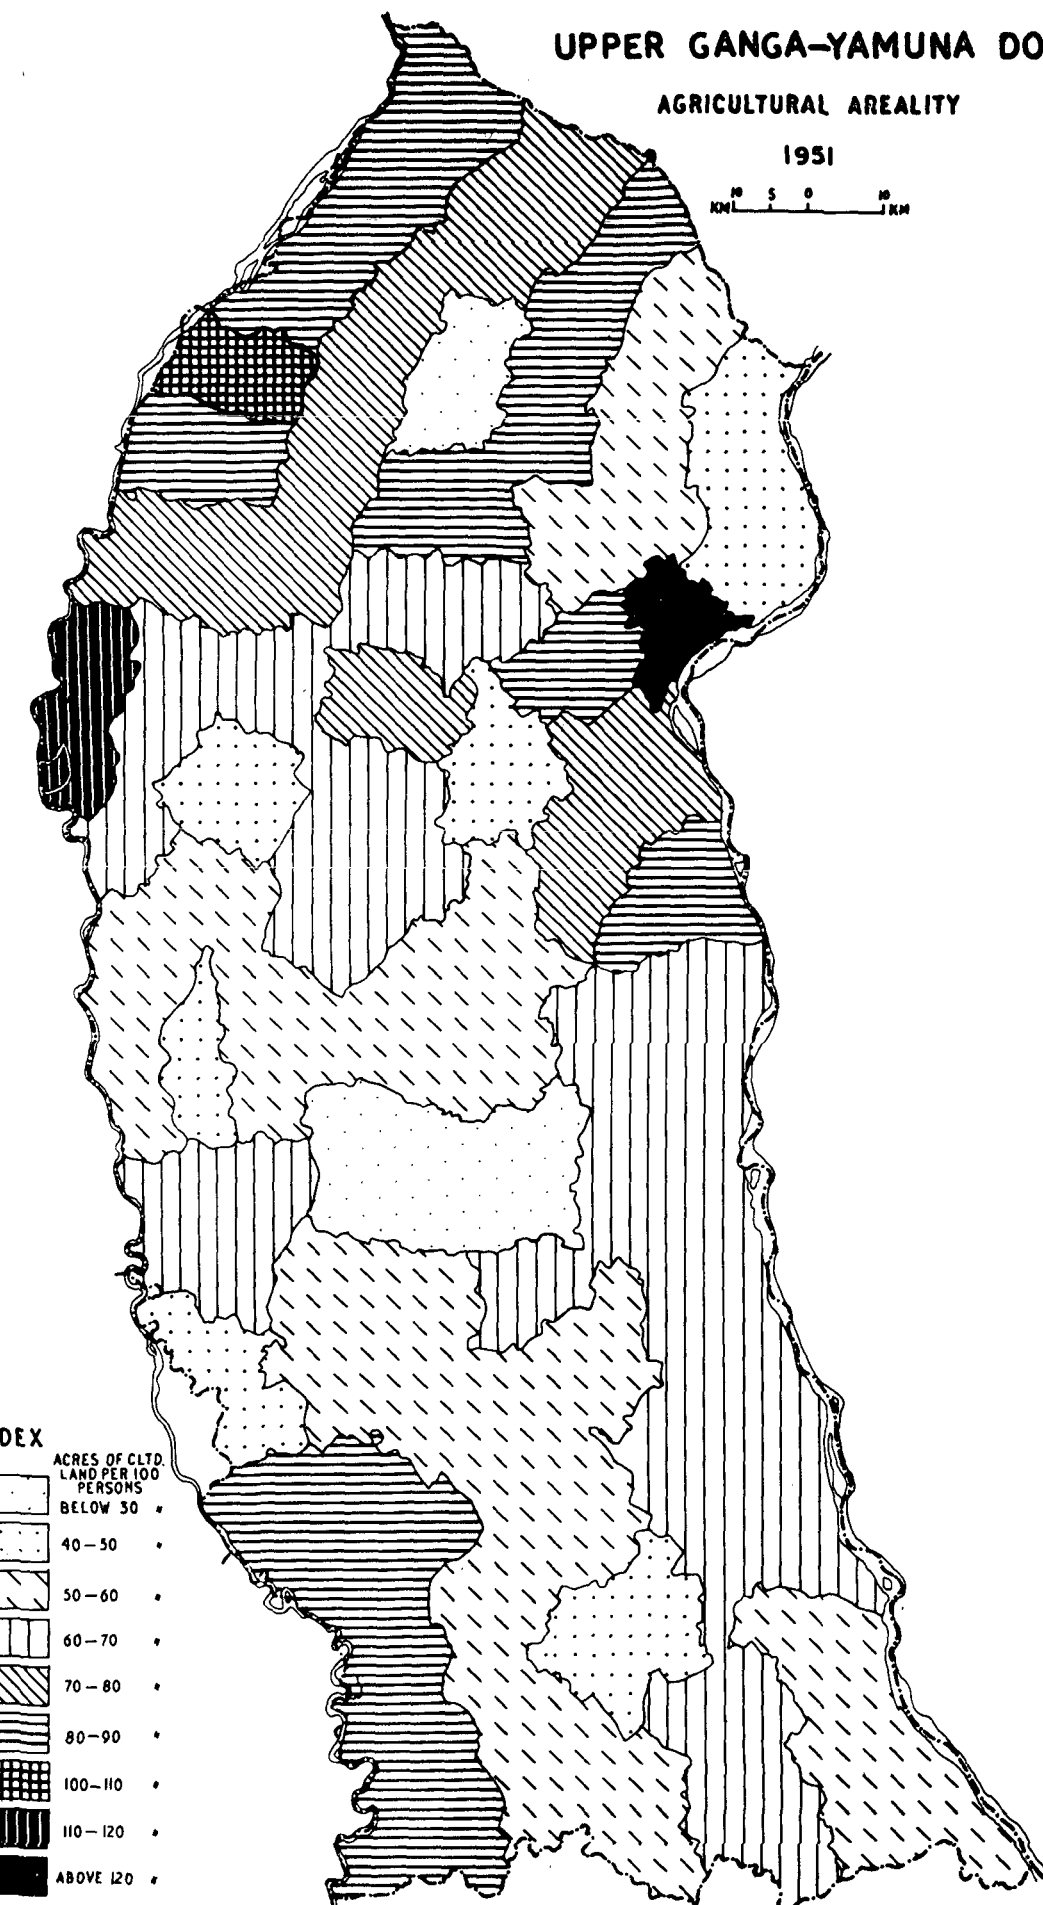 UPPER GANGA–YAMUNA DO
AGRICULTURAL AREALITY
1951
10 5 0 10
KM KM
DEX
ACRES OF CLTD.
LAND PER 100
PERSONS
BELOW 30 "
40–50 "
50–60 "
60–70 "
70–80 "
80–90 "
100–110 "
110–120 "
ABOVE 120 "